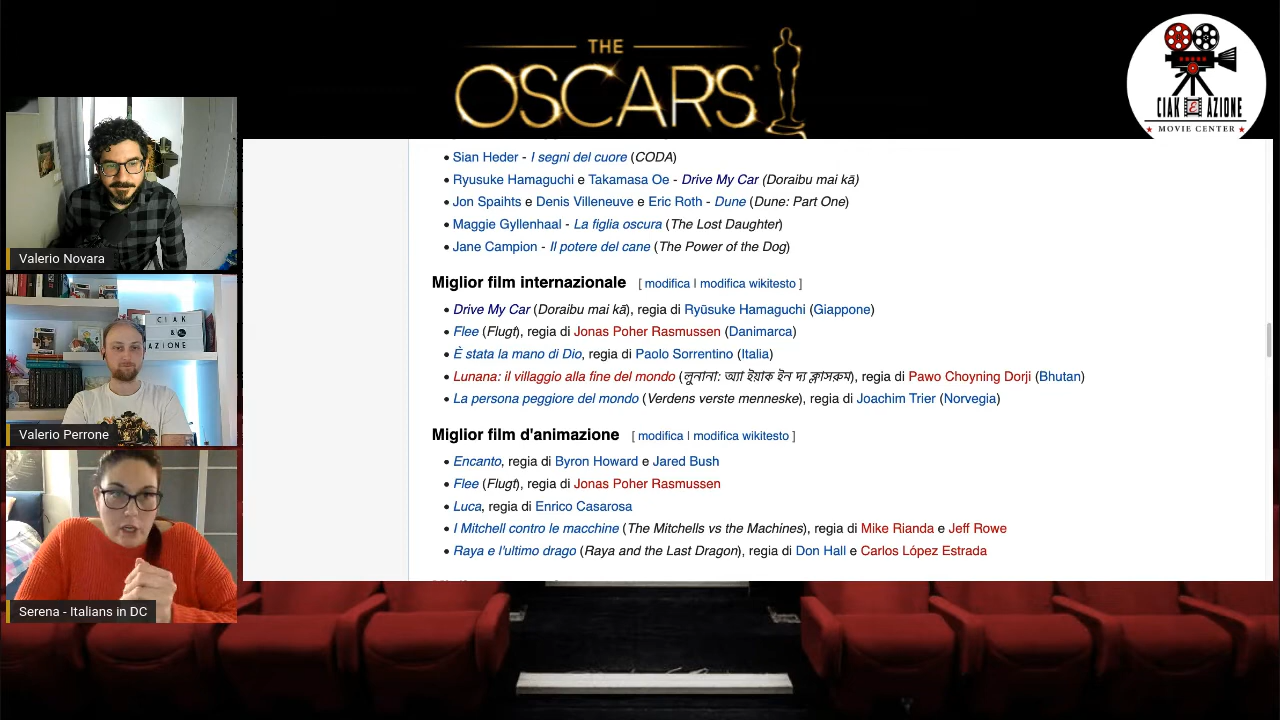 THE
OSCARS
CIAK E AZIONE
MOVIE CENTER
Valerio Novara
CIAK
&
AZIONE
Valerio Perrone
Serena - Italians in DC
• Sian Heder - I segni del cuore (CODA)
• Ryusuke Hamaguchi e Takamasa Oe - Drive My Car (Doraibu mai kā)
• Jon Spaihts e Denis Villeneuve e Eric Roth - Dune (Dune: Part One)
• Maggie Gyllenhaal - La figlia oscura (The Lost Daughter)
• Jane Campion - Il potere del cane (The Power of the Dog)
Miglior film internazionale [ modifica | modifica wikitesto ]
• Drive My Car (Doraibu mai kā), regia di Ryūsuke Hamaguchi (Giappone)
• Flee (Flugt), regia di Jonas Poher Rasmussen (Danimarca)
• È stata la mano di Dio, regia di Paolo Sorrentino (Italia)
• Lunana: il villaggio alla fine del mondo (লুনানা: অ্যা ইয়াক ইন দ্য ক্লাসরুম), regia di Pawo Choyning Dorji (Bhutan)
• La persona peggiore del mondo (Verdens verste menneske), regia di Joachim Trier (Norvegia)
Miglior film d'animazione [ modifica | modifica wikitesto ]
• Encanto, regia di Byron Howard e Jared Bush
• Flee (Flugt), regia di Jonas Poher Rasmussen
• Luca, regia di Enrico Casarosa
• I Mitchell contro le macchine (The Mitchells vs the Machines), regia di Mike Rianda e Jeff Rowe
• Raya e l'ultimo drago (Raya and the Last Dragon), regia di Don Hall e Carlos López Estrada